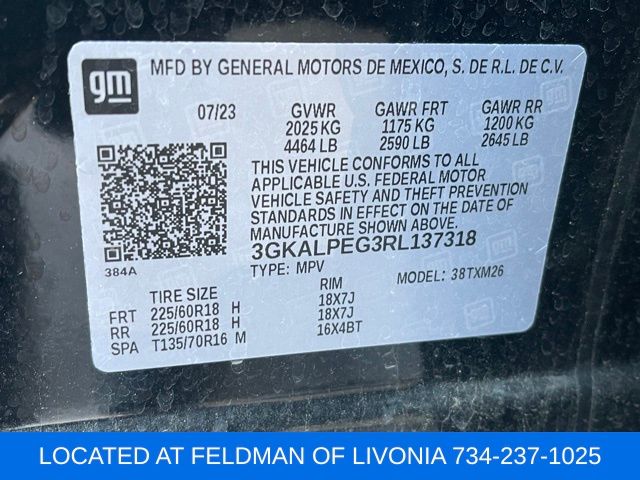 gm
MFD BY GENERAL MOTORS DE MEXICO, S. DE R.L. DE C.V.
07/23 GVWR GAWR FRT GAWR RR
2025 KG 1175 KG 1200 KG
4464 LB 2590 LB 2645 LB
THIS VEHICLE CONFORMS TO ALL
APPLICABLE U.S. FEDERAL MOTOR
VEHICLE SAFETY AND THEFT PREVENTION
STANDARDS IN EFFECT ON THE DATE OF
MANUFACTURE SHOWN ABOVE.
3GKALPEG3RL137318
384A
TYPE: MPV MODEL: 38TXM26
TIRE SIZE RIM
FRT 225/60R18 H 18X7J
RR 225/60R18 H 18X7J
SPA T135/70R16 M 16X4BT
LOCATED AT FELDMAN OF LIVONIA 734-237-1025